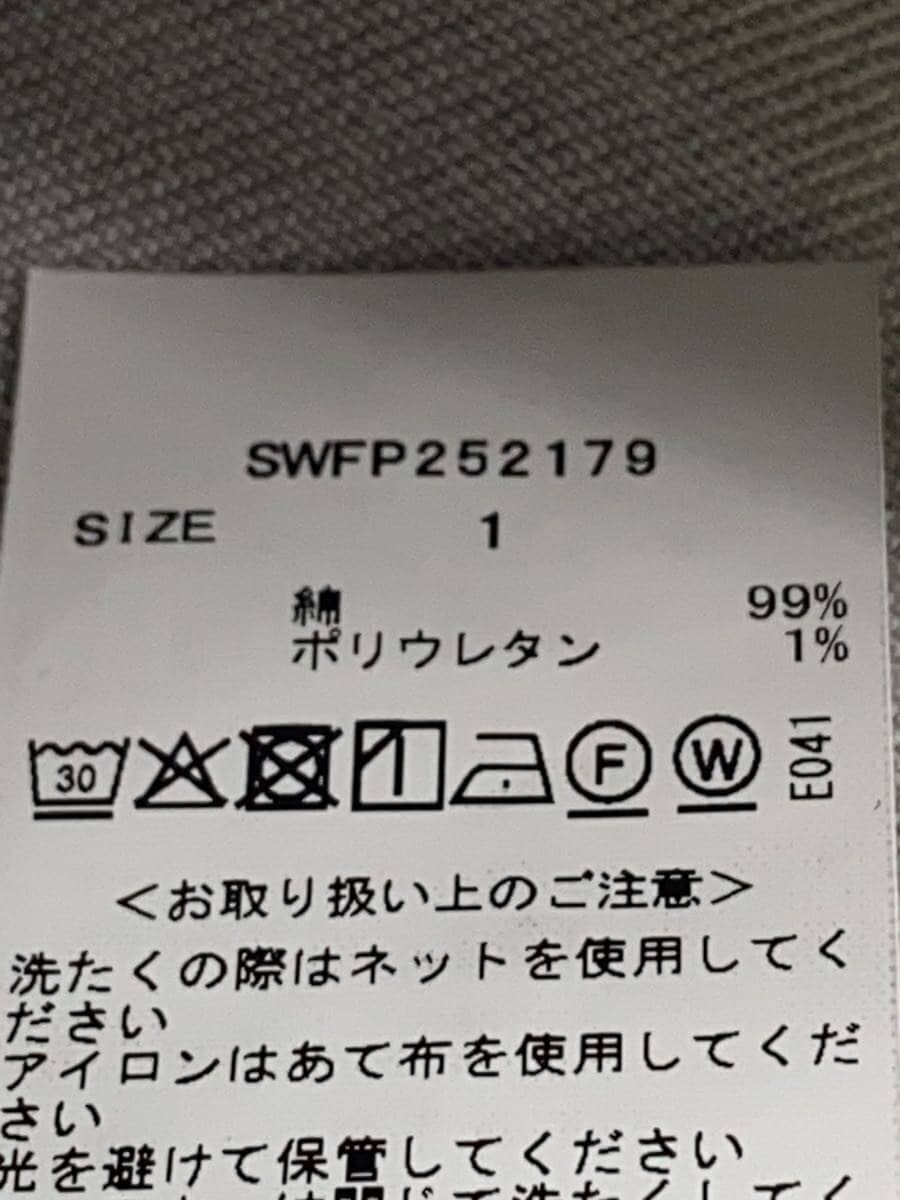 SWFP252179
SIZE 1
綿 99%
ポリウレタン 1%
30 F W E041
<お取り扱い上のご注意>
洗たくの際はネットを使用してく
ださい
アイロンはあて布を使用してくだ
さい
光を避けて保管してください